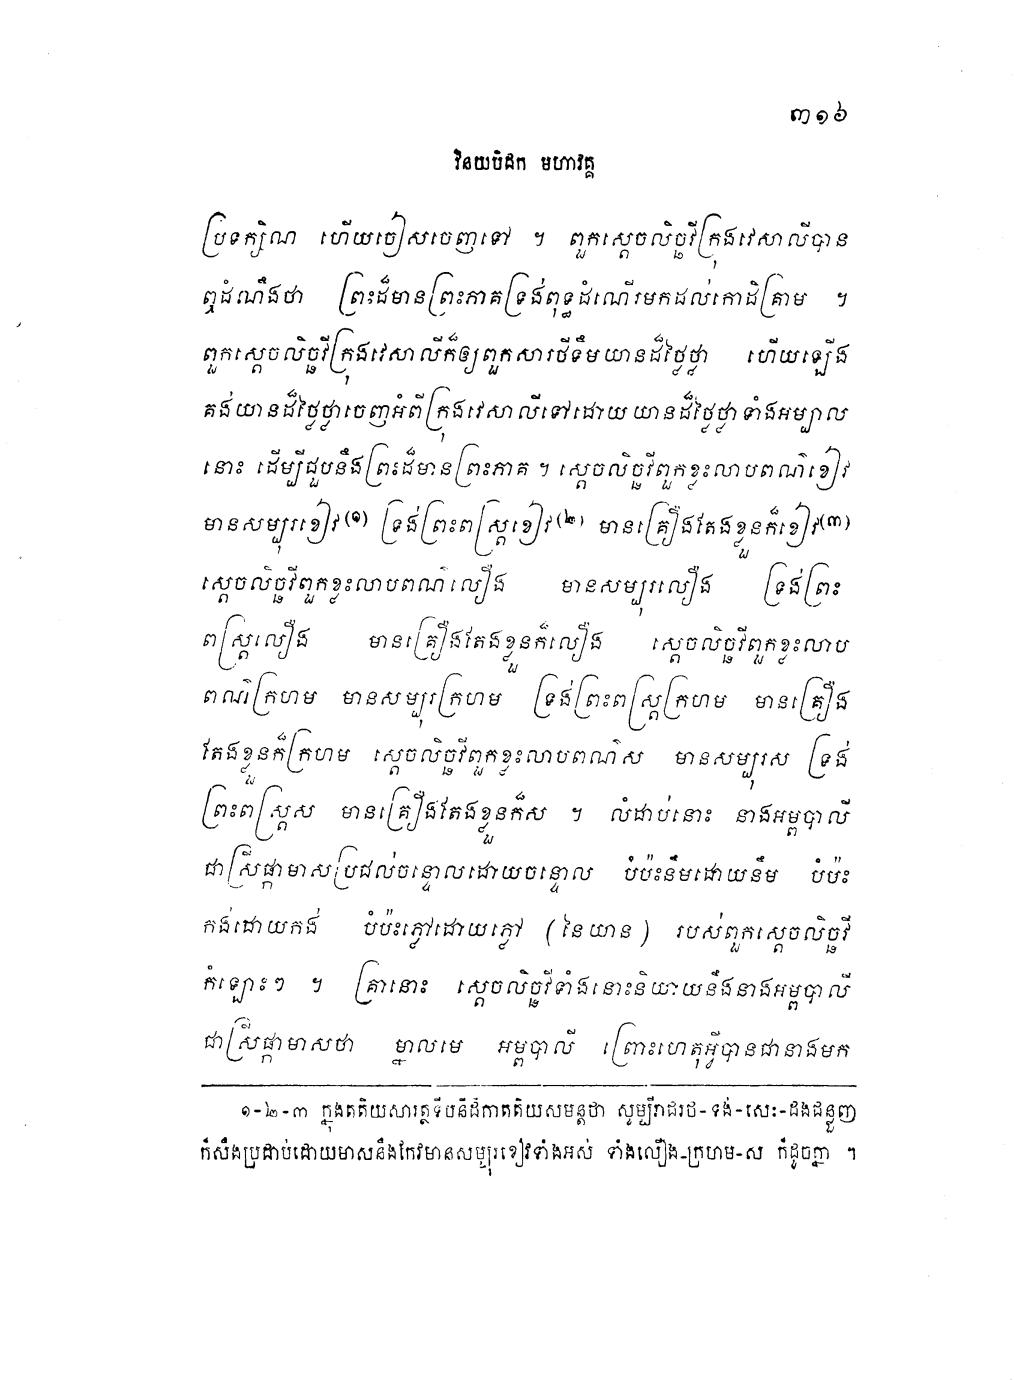 ៣១៦
វិនយបិដក មហាវគ្គ
ប្រទក្សិណ ហើយចៀសចេញទៅ ។ ពួកស្តេចលិច្ឆវីក្រុងវេសាលីបាន
ឮដំណឹងថា ព្រះដ៏មានព្រះភាគទ្រង់ពុទ្ធដំណើរមកដល់កោដិគ្រាម ។
ពួកស្តេចលិច្ឆវីក្រុងវេសាលីក៏ឲ្យពួកសារថីទឹមយានដ៏ថ្លៃថ្លា ហើយឡើង
គង់យានដ៏ថ្លៃថ្លាចេញអំពីក្រុងវេសាលីទៅដោយយានដ៏ថ្លៃថ្លាទាំងអម្បាល
នោះ ដើម្បីជួបនឹងព្រះដ៏មានព្រះភាគ ។ ស្តេចលិច្ឆវីពួកខ្លះលាបពណ៌ខៀវ
មានសម្បុរខៀវ(១) ទ្រង់ព្រះពស្ត្រខៀវ(២) មានគ្រឿងតែងខ្លួនក៏ខៀវ(៣)
ស្តេចលិច្ឆវីពួកខ្លះលាបពណ៌លឿង មានសម្បុរលឿង ទ្រង់ព្រះ
ពស្ត្រលឿង មានគ្រឿងតែងខ្លួនក៏លឿង ស្តេចលិច្ឆវីពួកខ្លះលាប
ពណ៌ក្រហម មានសម្បុរក្រហម ទ្រង់ព្រះពស្ត្រក្រហម មានគ្រឿង
តែងខ្លួនក៏ក្រហម ស្តេចលិច្ឆវីពួកខ្លះលាបពណ៌ស មានសម្បុរស ទ្រង់
ព្រះពស្ត្រស មានគ្រឿងតែងខ្លួនក៏ស ។ លំដាប់នោះ នាងអម្ពបាលី
ជាស្រីផ្កាមាសប្រដល់ចន្ទោលដោយចន្ទោល បំប៉ះនឹមដោយនឹម បំប៉ះ
កង់ដោយកង់ បំប៉ះភ្លៅដោយភ្លៅ (នៃយាន) របស់ពួកស្តេចលិច្ឆវី
កំឡោះៗ ។ គ្រានោះ ស្តេចលិច្ឆវីទាំងនោះនិយាយនឹងនាងអម្ពបាលី
ជាស្រីផ្កាមាសថា ម្នាលមេ អម្ពបាលី ព្រោះហេតុអ្វីបានជានាងមក
១-២-៣ ក្នុងតតិយសារត្ថទីបនីដីកាតតិយសមន្តថា សូម្បីរាជរថ-ទង់-សេះ-ដងជន្លួញ
ក៏សឹងប្រដាប់ដោយមាសនឹងកែវមានសម្បុរខៀវទាំងអស់ ទាំងលឿង-ក្រហម-ស ក៏ដូចគ្នា ។